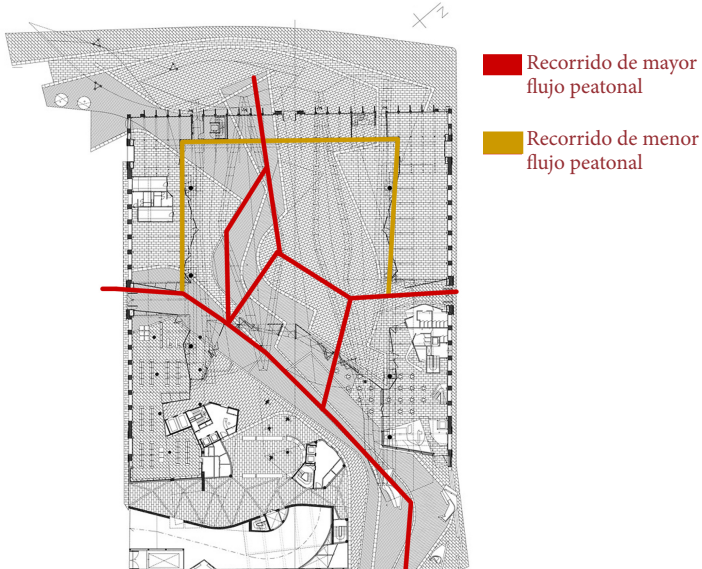 N
Recorrido de mayor
flujo peatonal
Recorrido de menor
flujo peatonal